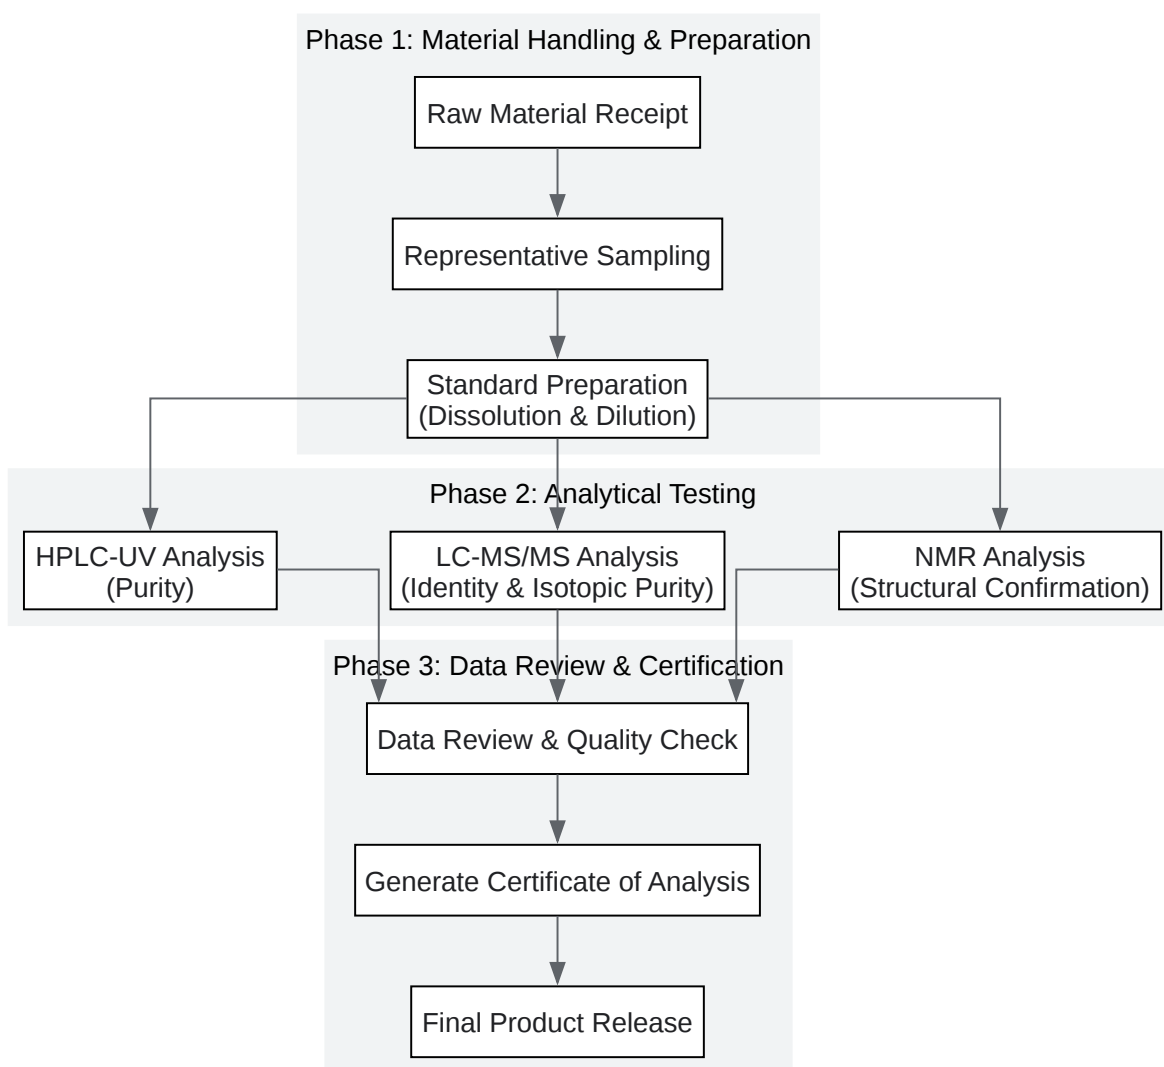 Phase 1: Material Handling & Preparation
Raw Material Receipt
Representative Sampling
Standard Preparation
(Dissolution & Dilution)
Phase 2: Analytical Testing
HPLC-UV Analysis
(Purity)
LC-MS/MS Analysis
(Identity & Isotopic Purity)
NMR Analysis
(Structural Confirmation)
Phase 3: Data Review & Certification
Data Review & Quality Check
Generate Certificate of Analysis
Final Product Release